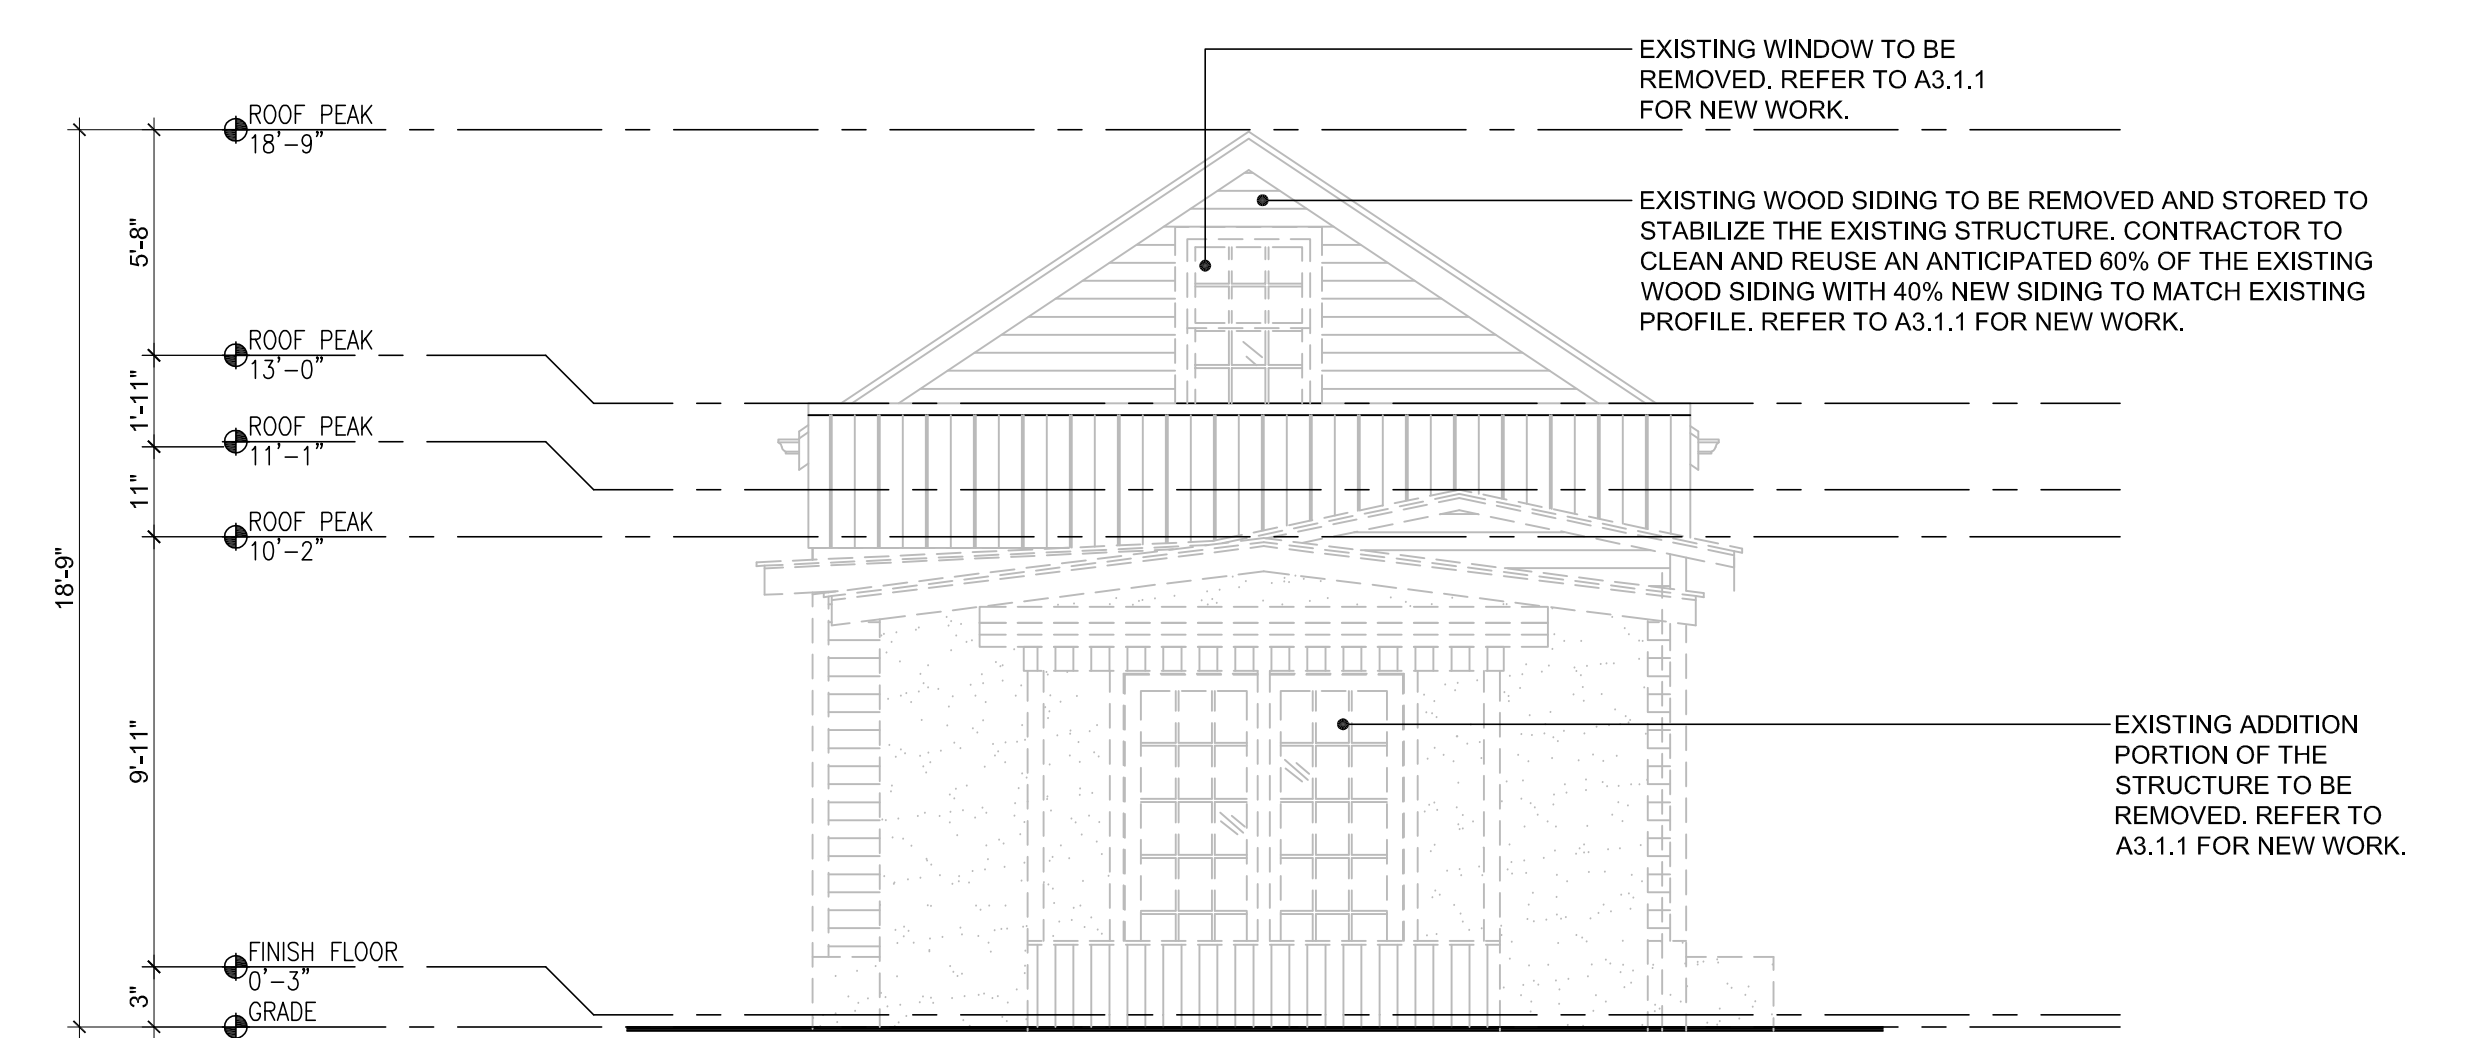 EXISTING WINDOW TO BE
REMOVED. REFER TO A3.1.1
FOR NEW WORK.
ROOF PEAK
18'-9"
EXISTING WOOD SIDING TO BE REMOVED AND STORED TO
STABILIZE THE EXISTING STRUCTURE. CONTRACTOR TO
CLEAN AND REUSE AN ANTICIPATED 60% OF THE EXISTING
WOOD SIDING WITH 40% NEW SIDING TO MATCH EXISTING
PROFILE. REFER TO A3.1.1 FOR NEW WORK.
5'-8"
ROOF PEAK
13'-0"
1'-11"
ROOF PEAK
11'-1"
11"
ROOF PEAK
10'-2"
18'-9"
9'-11"
EXISTING ADDITION
PORTION OF THE
STRUCTURE TO BE
REMOVED. REFER TO
A3.1.1 FOR NEW WORK.
FINISH FLOOR
0'-3"
3"
GRADE